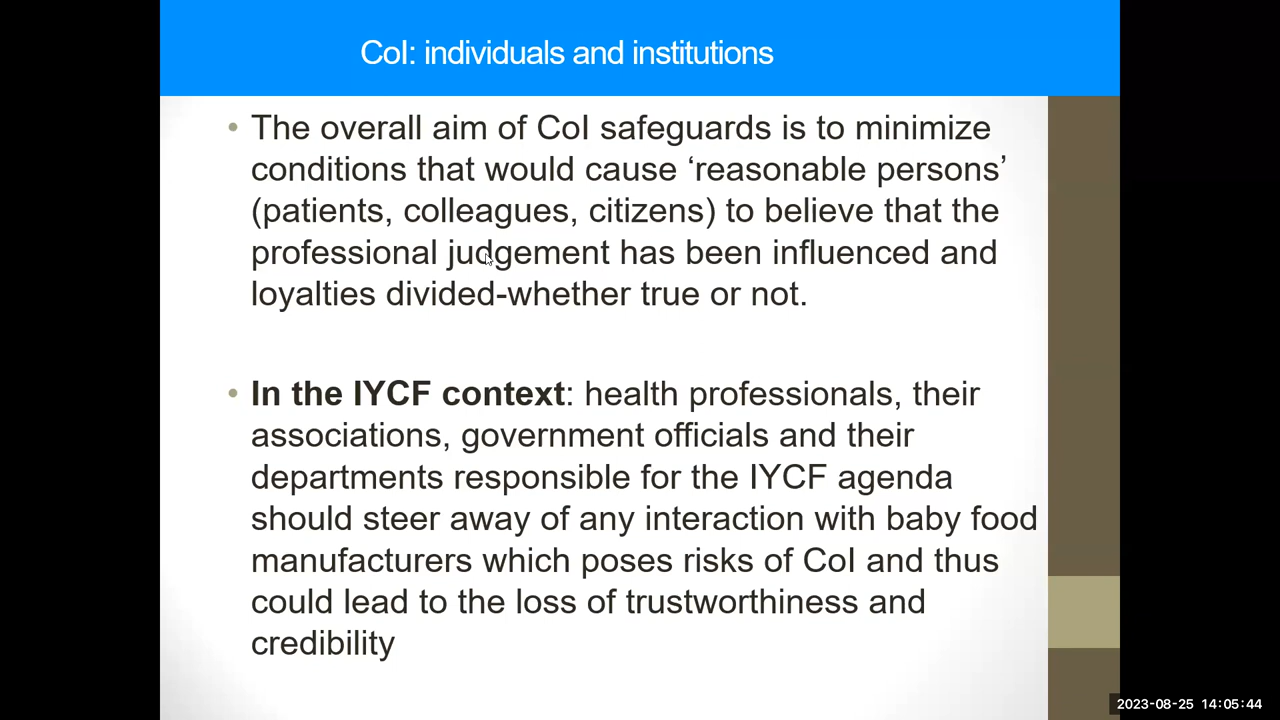 CoI: individuals and institutions
• The overall aim of CoI safeguards is to minimize
conditions that would cause ‘reasonable persons’
(patients, colleagues, citizens) to believe that the
professional judgement has been influenced and
loyalties divided-whether true or not.
• In the IYCF context: health professionals, their
associations, government officials and their
departments responsible for the IYCF agenda
should steer away of any interaction with baby food
manufacturers which poses risks of CoI and thus
could lead to the loss of trustworthiness and
credibility
2023-08-25 14:05:44